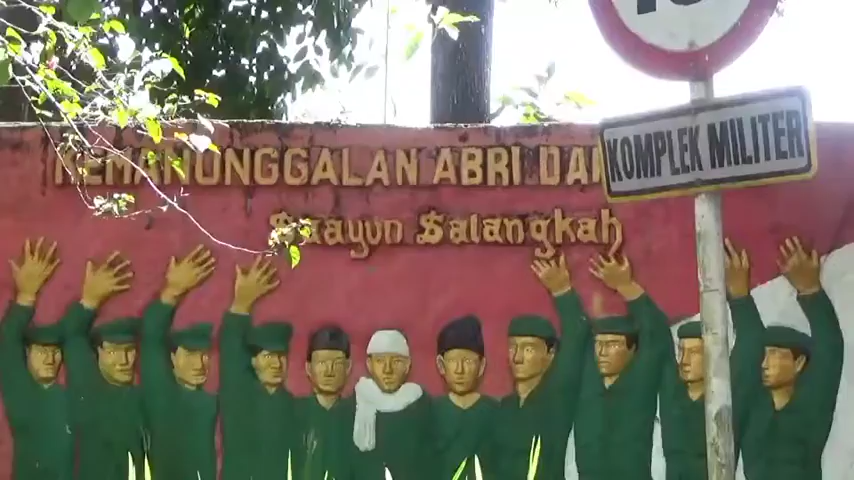 KEMANUNGGALAN ABRI DAN
Saayun Salangkah
KOMPLEK MILITER